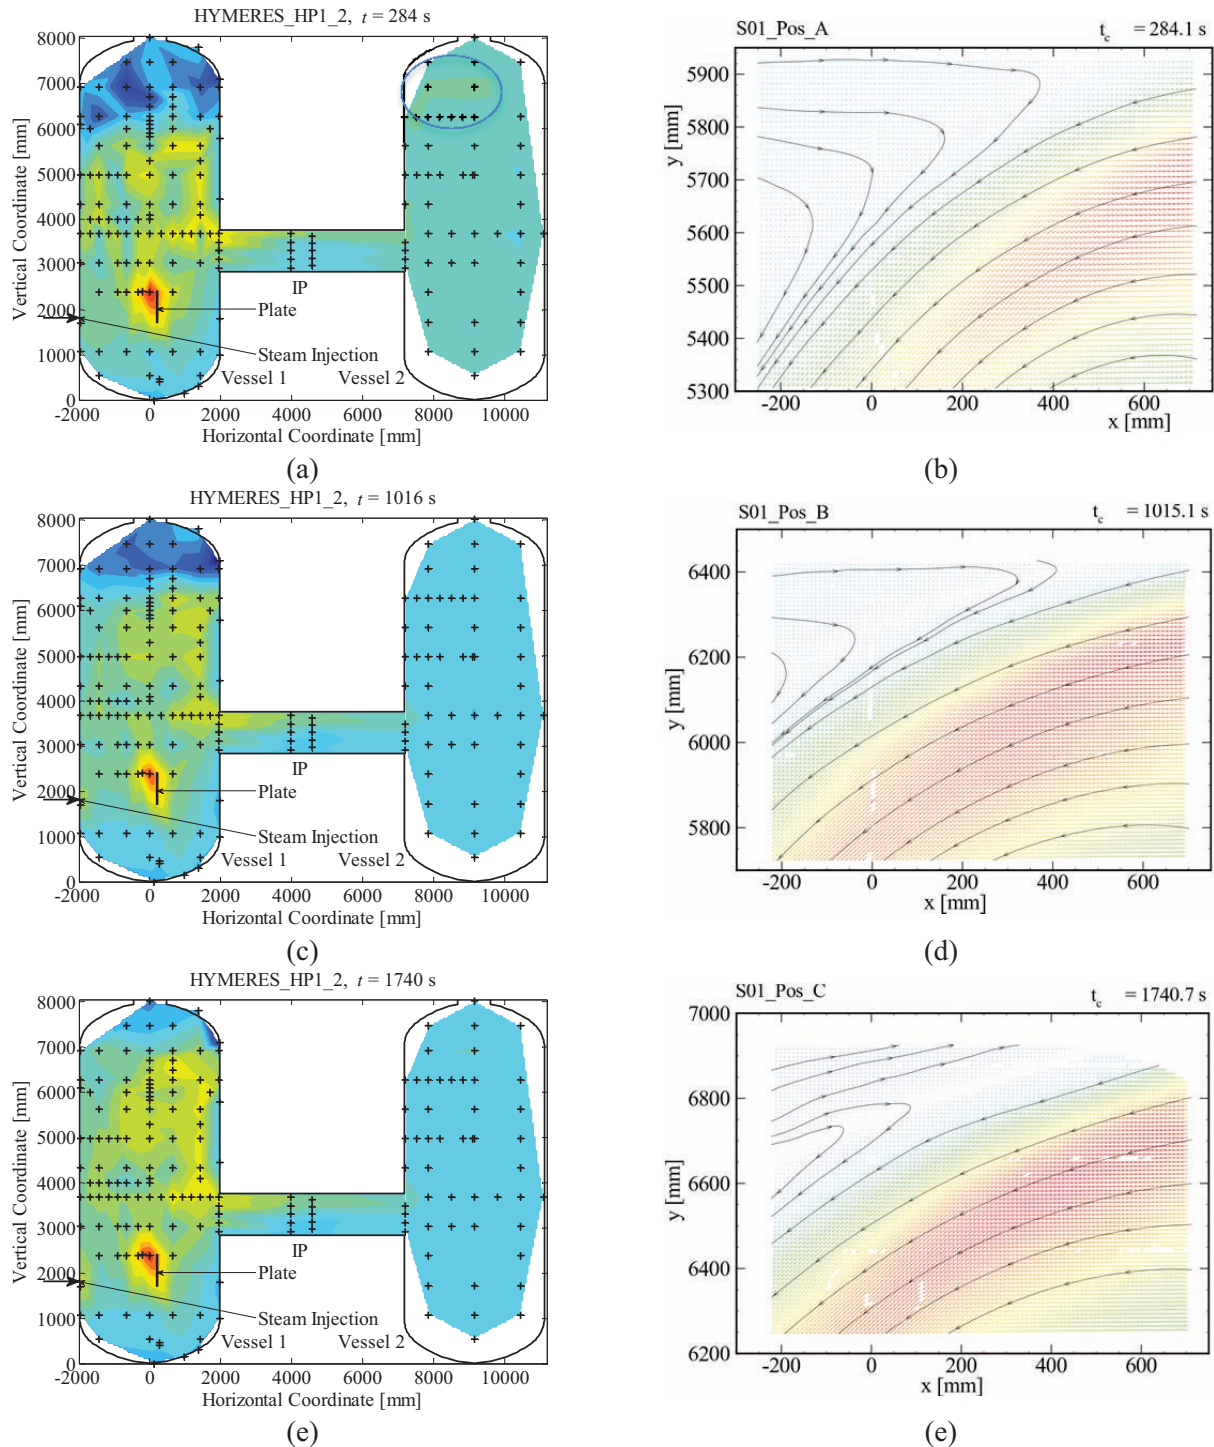 HYMERES_HP1_2, t = 284 s
8000
7000
6000
5000
4000
3000
2000
1000
0
Vertical Coordinate [mm]
IP
Plate
Steam Injection
Vessel 1
Vessel 2
-2000 0 2000 4000 6000 8000 10000
Horizontal Coordinate [mm]
(a)
S01_Pos_A
t_c = 284.1 s
5900
5800
5700
5600
5500
5400
5300
y [mm]
-200 0 200 400 600
x [mm]
(b)
HYMERES_HP1_2, t = 1016 s
8000
7000
6000
5000
4000
3000
2000
1000
0
Vertical Coordinate [mm]
IP
Plate
Steam Injection
Vessel 1
Vessel 2
-2000 0 2000 4000 6000 8000 10000
Horizontal Coordinate [mm]
(c)
S01_Pos_B
t_c = 1015.1 s
6400
6200
6000
5800
y [mm]
-200 0 200 400 600
x [mm]
(d)
HYMERES_HP1_2, t = 1740 s
8000
7000
6000
5000
4000
3000
2000
1000
0
Vertical Coordinate [mm]
IP
Plate
Steam Injection
Vessel 1
Vessel 2
-2000 0 2000 4000 6000 8000 10000
Horizontal Coordinate [mm]
(e)
S01_Pos_C
t_c = 1740.7 s
7000
6800
6600
6400
6200
y [mm]
-200 0 200 400 600
x [mm]
(e)